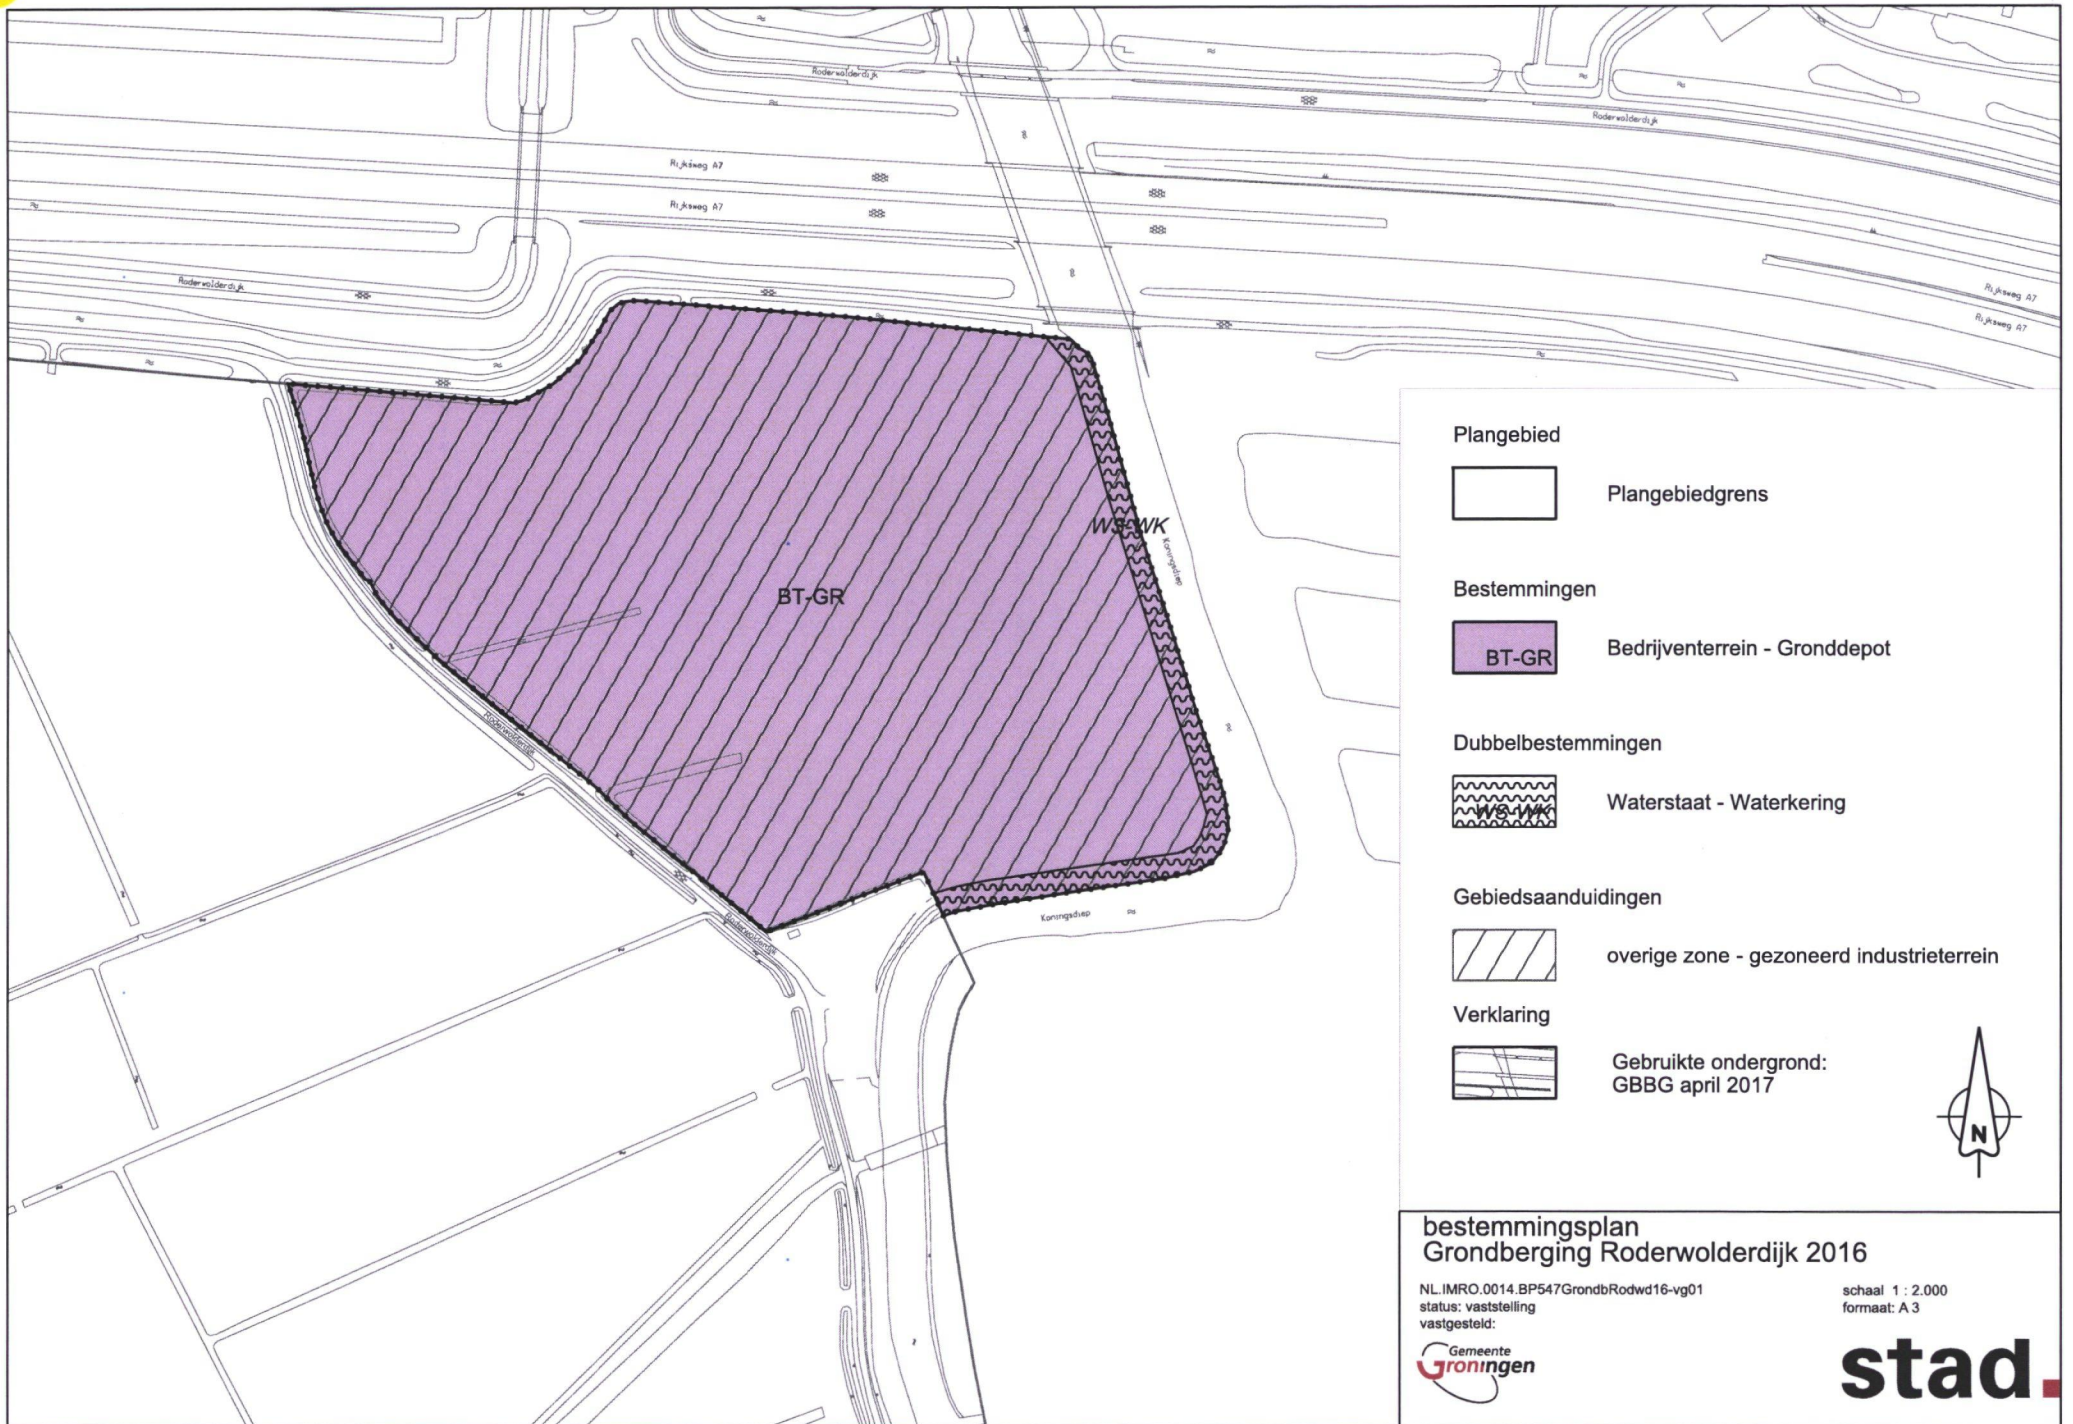 Roderwolderdijk
Roderwolderdijk
Rijksweg A7
Rijksweg A7
Roderwolderdijk
Rijksweg A7
Rijksweg A7
WS-WK
Koningsdiep
BT-GR
Roderwolderdijk
Roderwolderdijk
Koningsdiep
Plangebied
Plangebiedgrens
Bestemmingen
BT-GR
Bedrijventerrein - Gronddepot
Dubbelbestemmingen
WS-WK
Waterstaat - Waterkering
Gebiedsaanduidingen
overige zone - gezoneerd industrieterrein
Verklaring
Gebruikte ondergrond:
GBBG april 2017
N
bestemmingsplan
Grondberging Roderwolderdijk 2016
NL.IMRO.0014.BP547GrondbRodwd16-vg01
schaal 1 : 2.000
status: vaststelling
formaat: A 3
vastgesteld:
Gemeente
Groningen
stad.